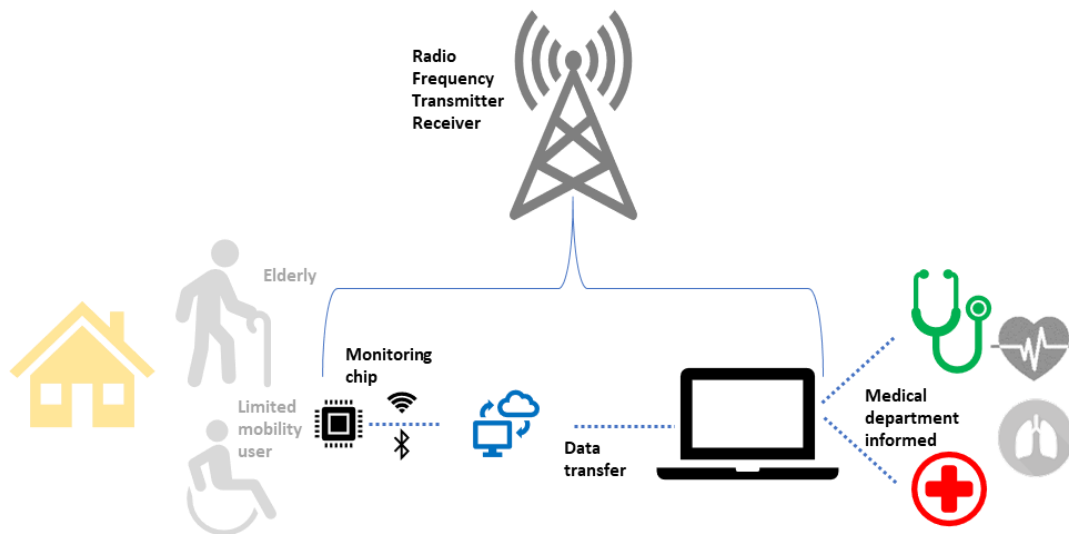 Radio
Frequency
Transmitter
Receiver
Elderly
Monitoring
chip
Limited
mobility
user
Data
transfer
Medical
department
informed